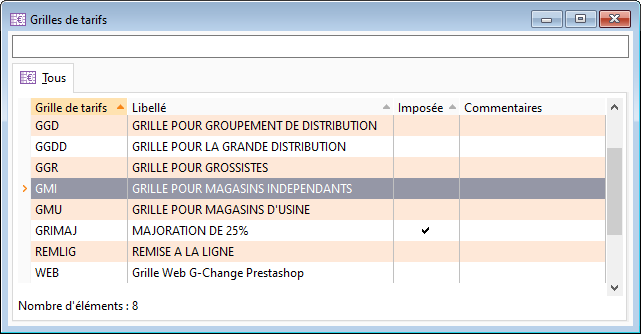 Grilles de tarifs
Tous
Grille de tarifs Libellé Imposée Commentaires
GGD GRILLE POUR GROUPEMENT DE DISTRIBUTION
GGDD GRILLE POUR LA GRANDE DISTRIBUTION
GGR GRILLE POUR GROSSISTES
GMI GRILLE POUR MAGASINS INDEPENDANTS
GMU GRILLE POUR MAGASINS D'USINE
GRIMAJ MAJORATION DE 25% ✔
REMLIG REMISE A LA LIGNE
WEB Grille Web G-Change Prestashop
Nombre d'éléments : 8